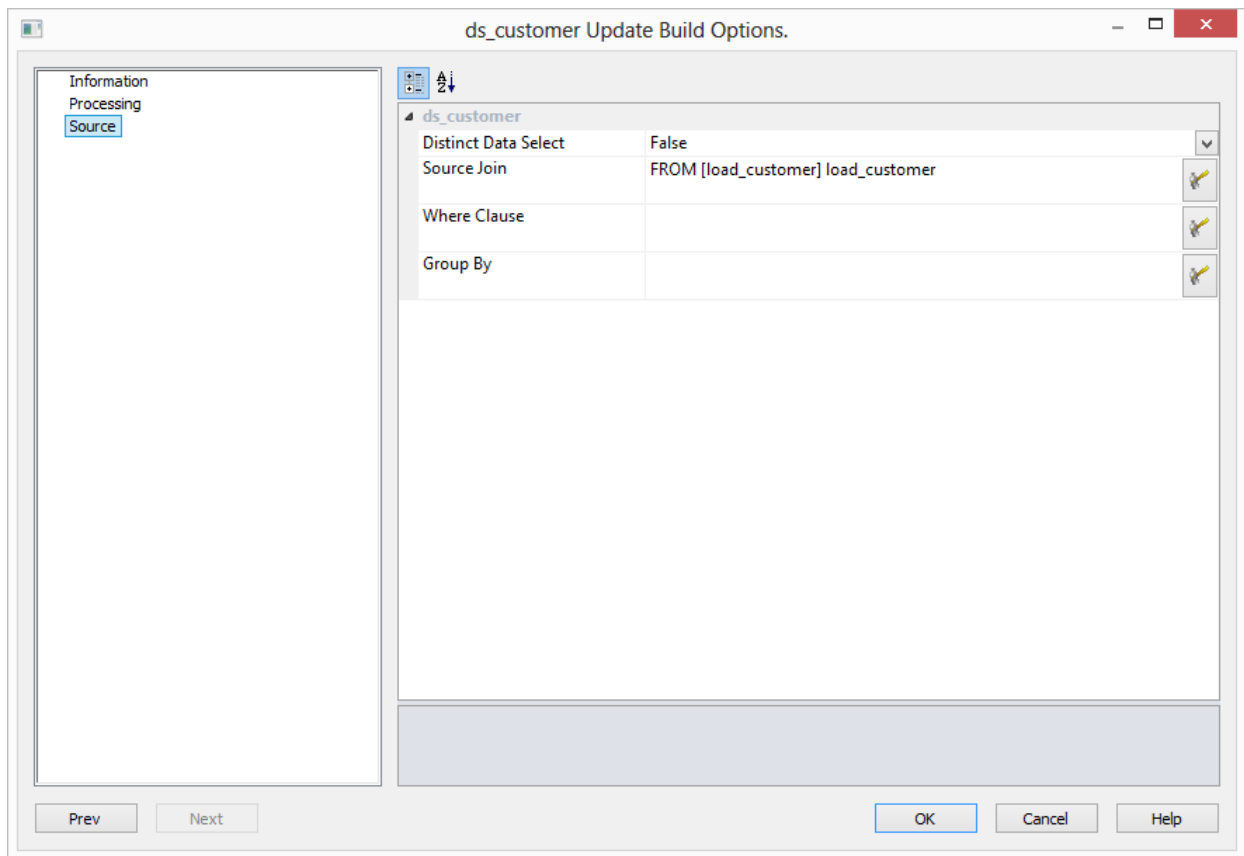 ds_customer Update Build Options.
Information
Processing
Source
A
Z
ds_customer
Distinct Data Select False
Source Join FROM [load_customer] load_customer
Where Clause
Group By
Prev Next OK Cancel Help